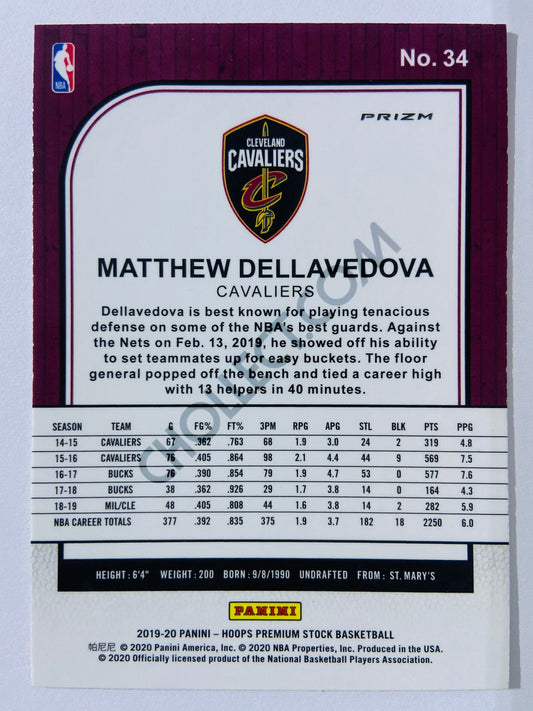 NBA
No. 34
PRIZM
CLEVELAND
CAVALIERS
C
MATTHEW DELLAVEDOVA
CAVALIERS
Dellavedova is best known for playing tenacious
defense on some of the NBA's best guards. Against
the Nets on Feb. 13, 2019, he showed off his ability
to set teammates up for easy buckets. The floor
general popped off the bench and tied a career high
with 13 helpers in 40 minutes.
CHOLLECT.COM
SEASON TEAM G FG% FT% 3PM RPG APG STL BLK PTS PPG
14-15 CAVALIERS 67 .362 .763 68 1.9 3.0 24 2 319 4.8
15-16 CAVALIERS 76 .405 .864 98 2.1 4.4 44 9 569 7.5
16-17 BUCKS 76 .390 .854 79 1.9 4.7 53 0 577 7.6
17-18 BUCKS 38 .362 .926 29 1.7 3.8 14 0 164 4.3
18-19 MIL/CLE 48 .405 .808 44 1.6 3.8 14 2 282 5.9
NBA CAREER TOTALS 377 .392 .835 375 1.9 3.7 182 18 2250 6.0
HEIGHT: 6'4" WEIGHT: 200 BORN: 9/8/1990 UNDRAFTED FROM: ST. MARY'S
PANINI
2019-20 PANINI – HOOPS PREMIUM STOCK BASKETBALL
帕尼尼 © 2020 Panini America, Inc. © 2020 NBA Properties, Inc. Produced in the USA.
© 2020 Officially licensed product of the National Basketball Players Association.